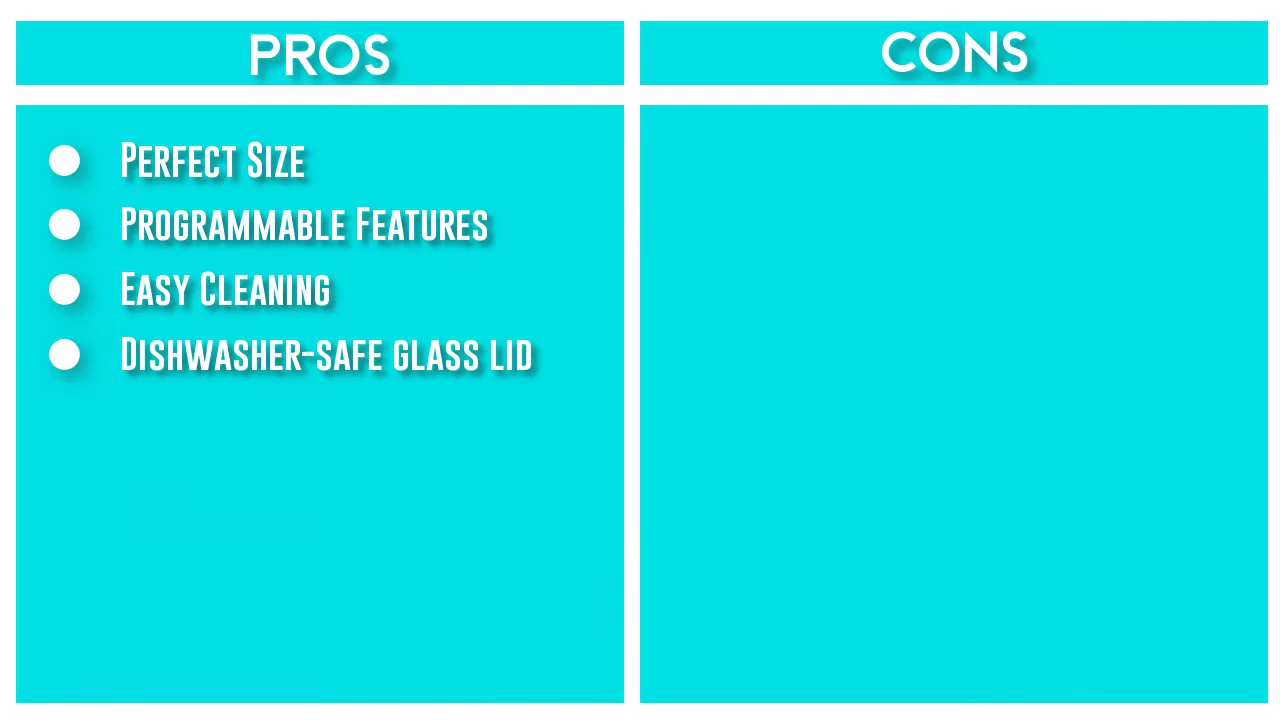 PROS
CONS
Perfect Size
Programmable Features
Easy Cleaning
Dishwasher-safe glass lid